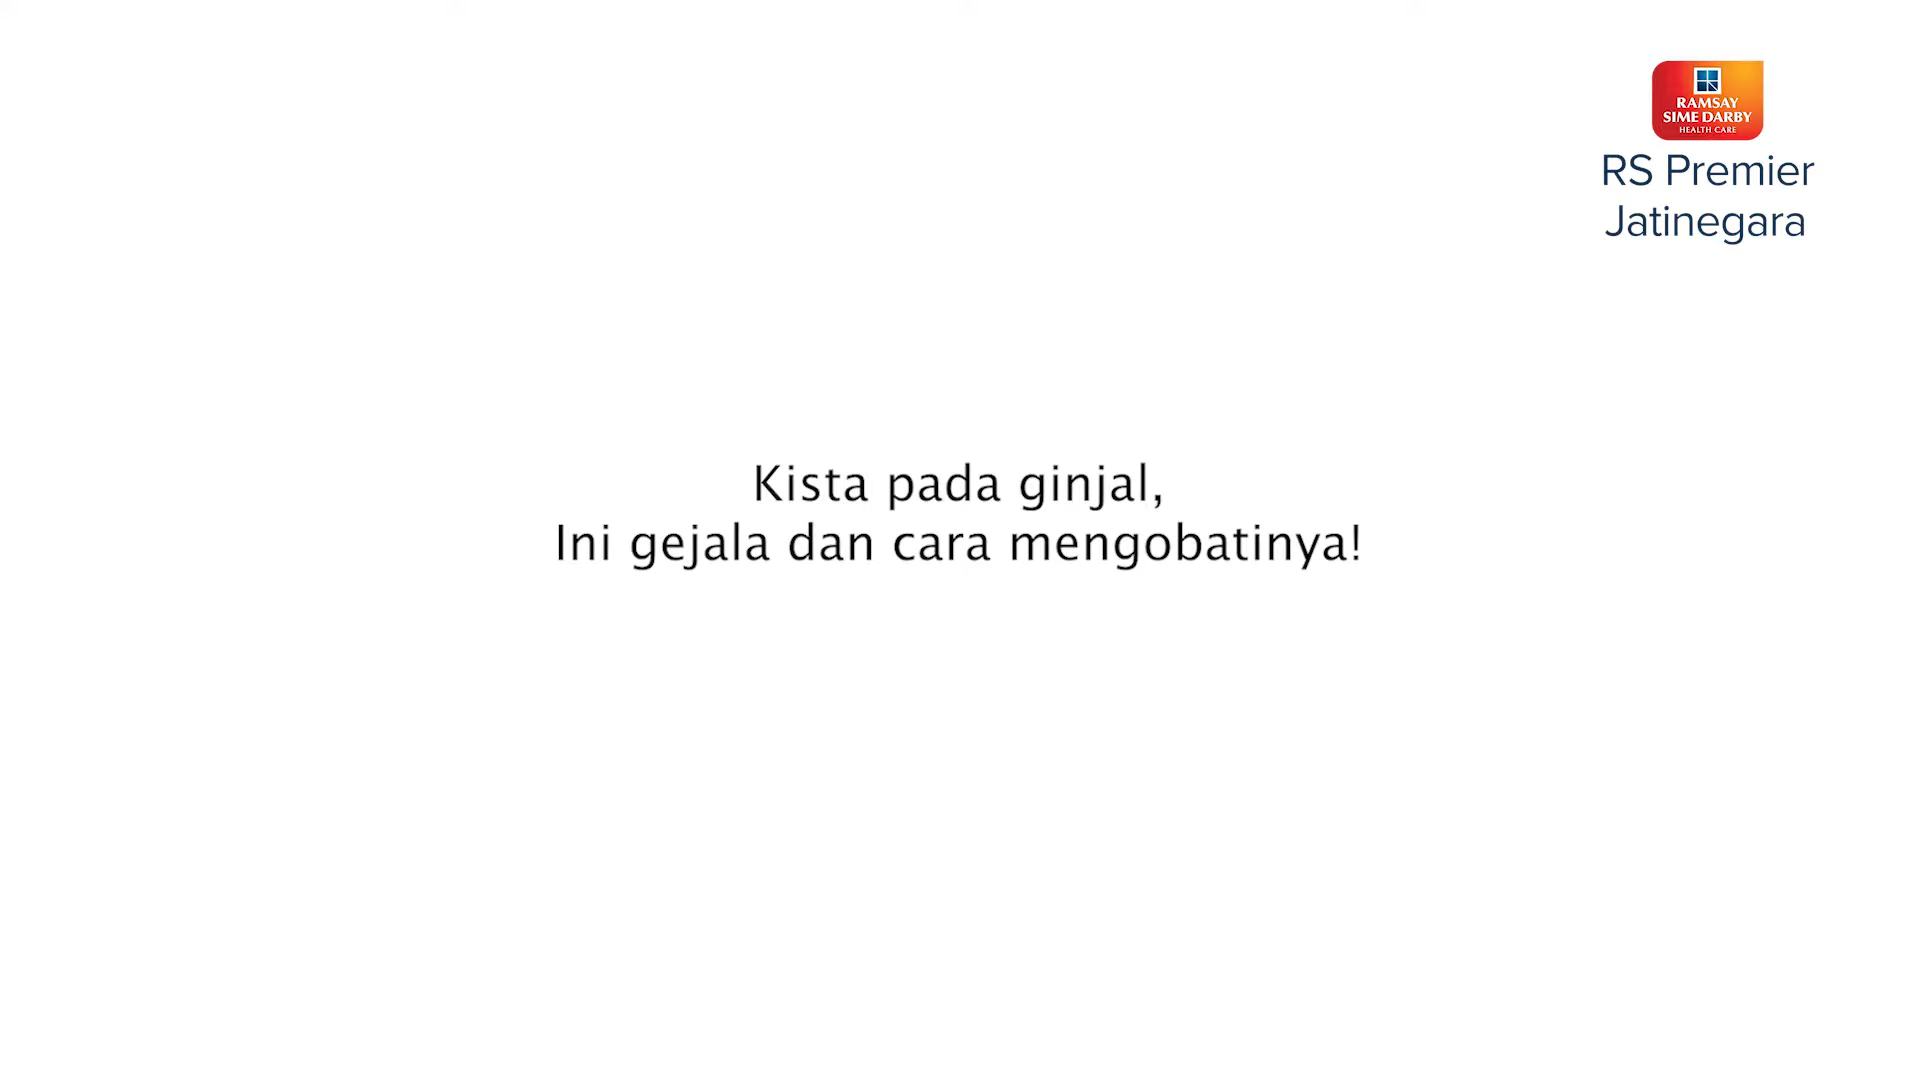 RAMSAY
SIME DARBY
HEALTH CARE
RS Premier
Jatinegara
Kista pada ginjal,
Ini gejala dan cara mengobatinya!